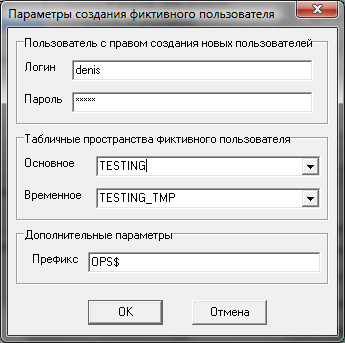 Параметры создания фиктивного пользователя
Пользователь с правом создания новых пользователей
Логин denis
Пароль *****
Табличные пространства фиктивного пользователя
Основное TESTING
Временное TESTING_TMP
Дополнительные параметры
Префикс OPS$
OK Отмена